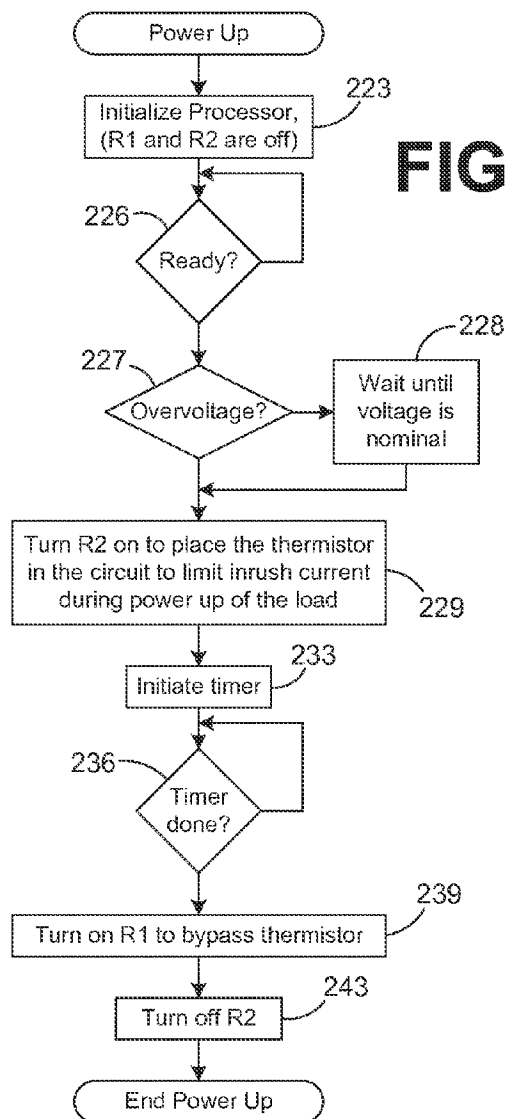 Power Up
223
Initialize Processor,
(R1 and R2 are off)
FIG
226
Ready?
228
227
Overvoltage?
Wait until
voltage is
nominal
Turn R2 on to place the thermistor
in the circuit to limit inrush current
during power up of the load
229
233
Initiate timer
236
Timer
done?
239
Turn on R1 to bypass thermistor
243
Turn off R2
End Power Up